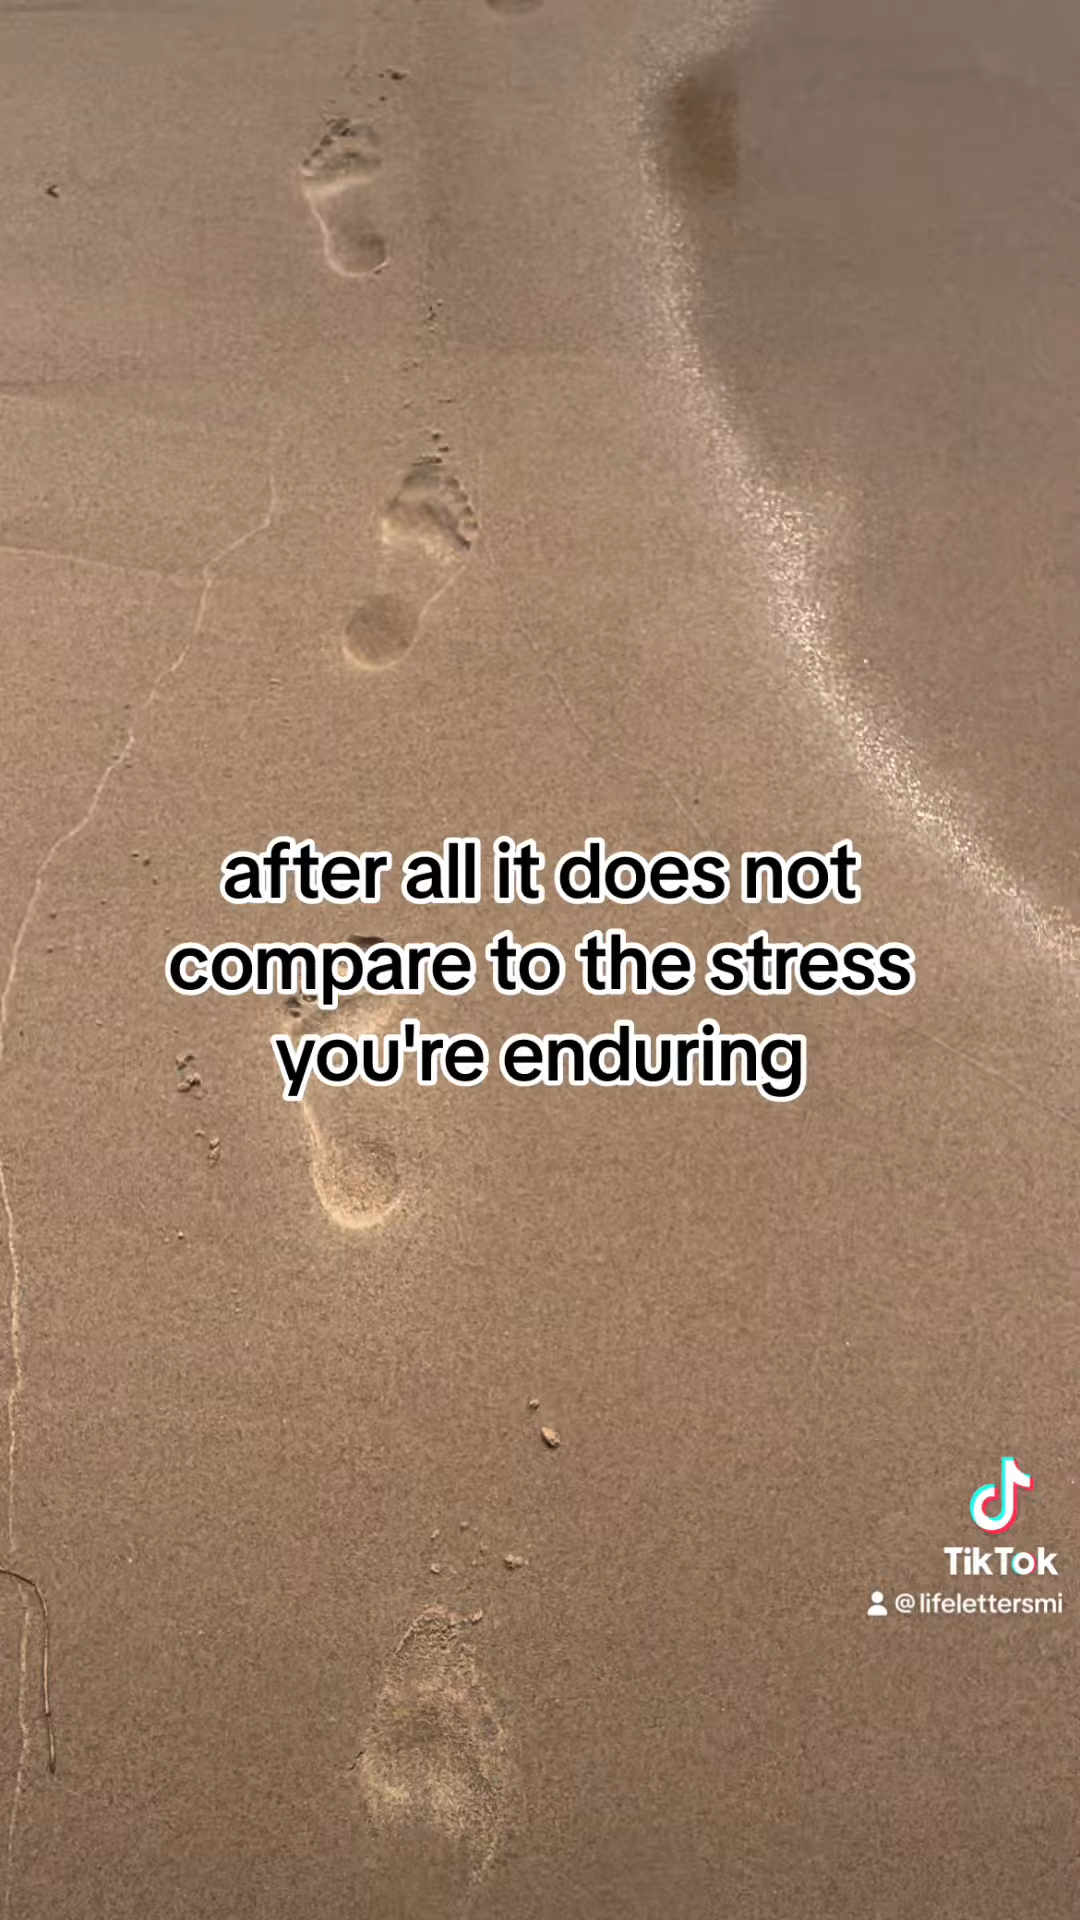 after all it does not
compare to the stress
you're enduring
TikTok
@lifelettersmi